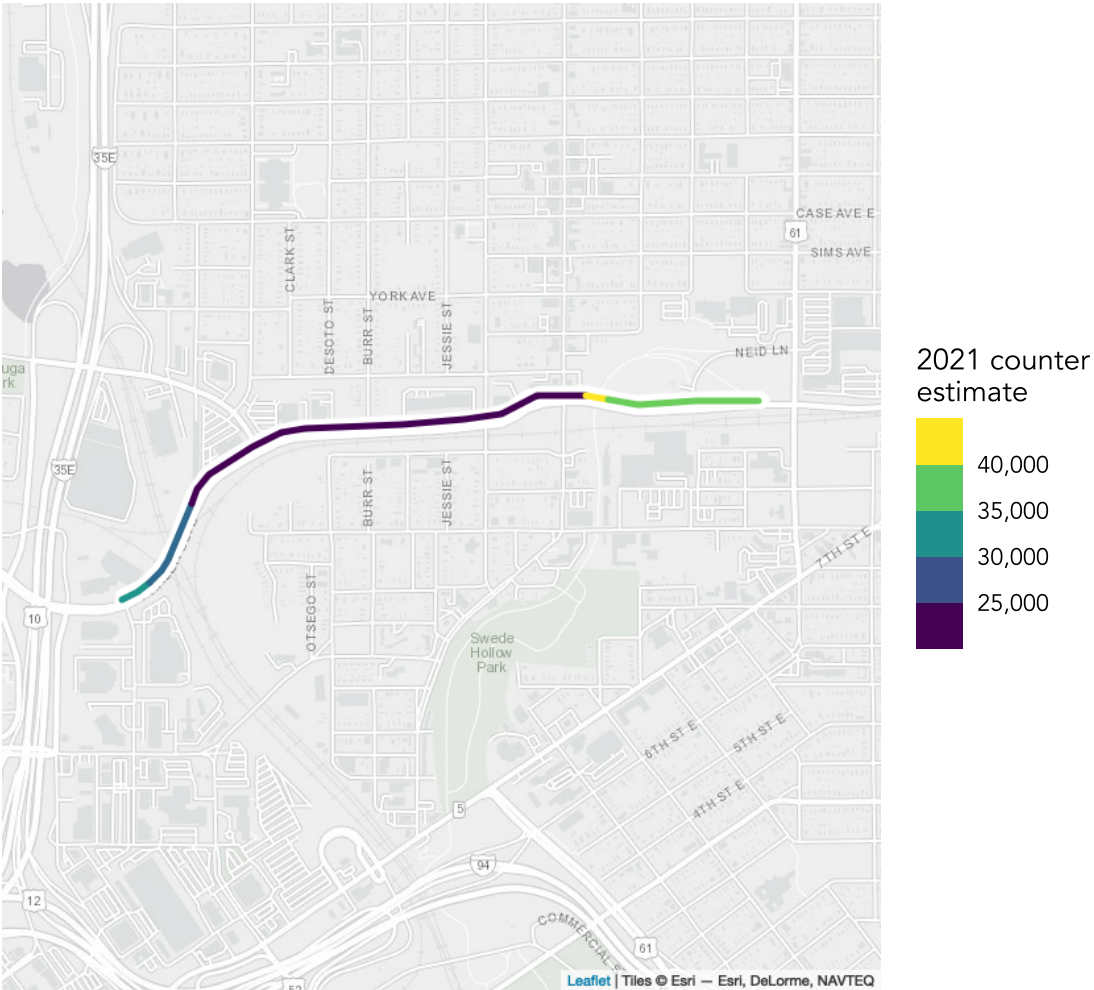 35E
CASE AVE E
61
SIMS AVE
CLARK ST
YORK AVE
DESOTO ST
BURR ST
JESSIE ST
NEID LN
uga
rk
35E
BURR ST
JESSIE ST
7TH ST E
10
OTSEGO ST
Swede
Hollow
Park
6TH ST E
5TH ST E
4TH ST E
5
94
12
COMMERCIAL S
61
52
Leaflet | Tiles © Esri — Esri, DeLorme, NAVTEQ
2021 counter
estimate
40,000
35,000
30,000
25,000